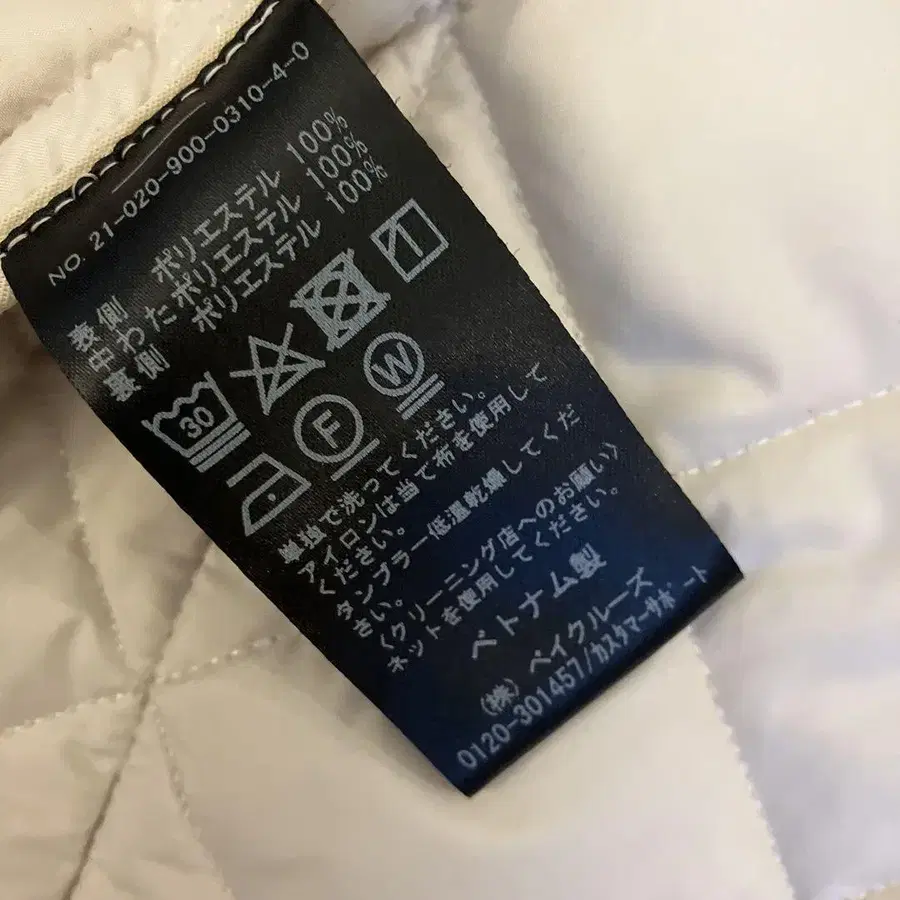 NO. 21-020-900-0310-4-0
表側 ポリエステル 100%
中わたポリエステル 100%
裏側 ポリエステル 100%
30
F W
単独で洗ってください。
アイロンは当て布を使用して
ください。
タンブラー低温乾燥してくだ
さい。
〈クリーニング店へのお願い〉
ネットを使用してください。
ベトナム製
(株) ベイクルーズ
0120-301457/カスタマーサポート